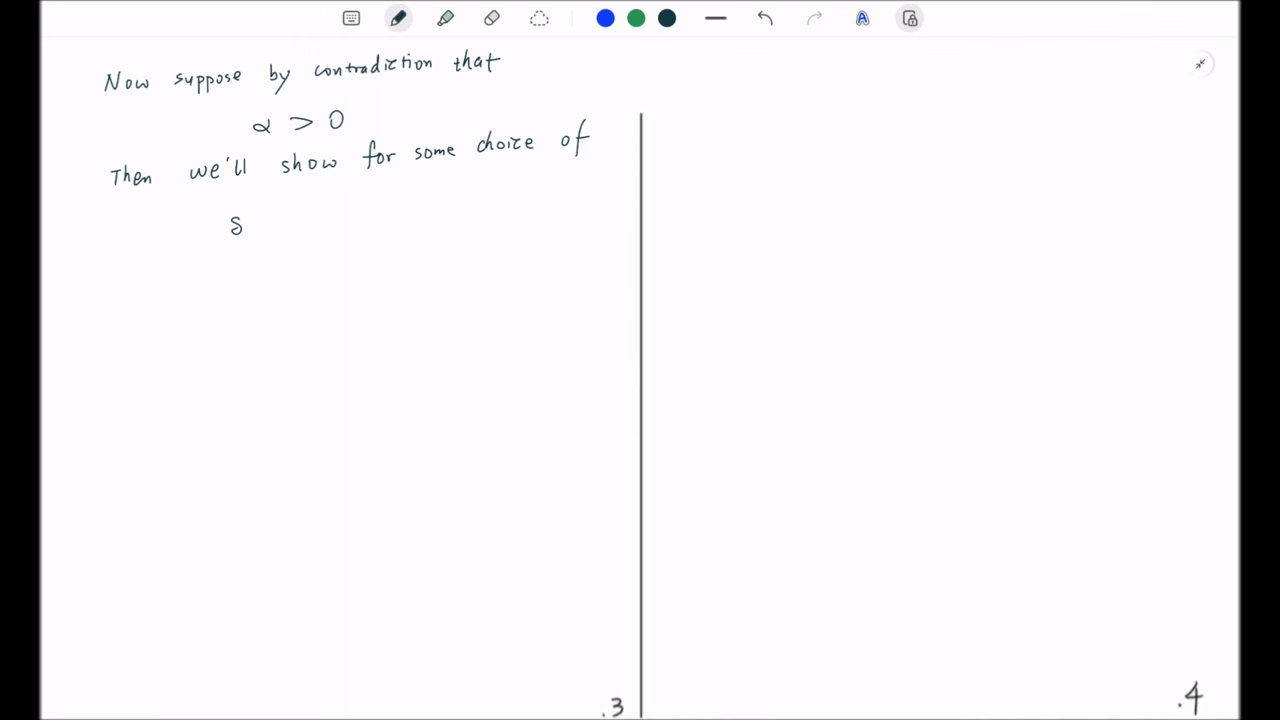 Now suppose by contradiction that
α > 0
Then we'll show for some choice of
S
.3
.4